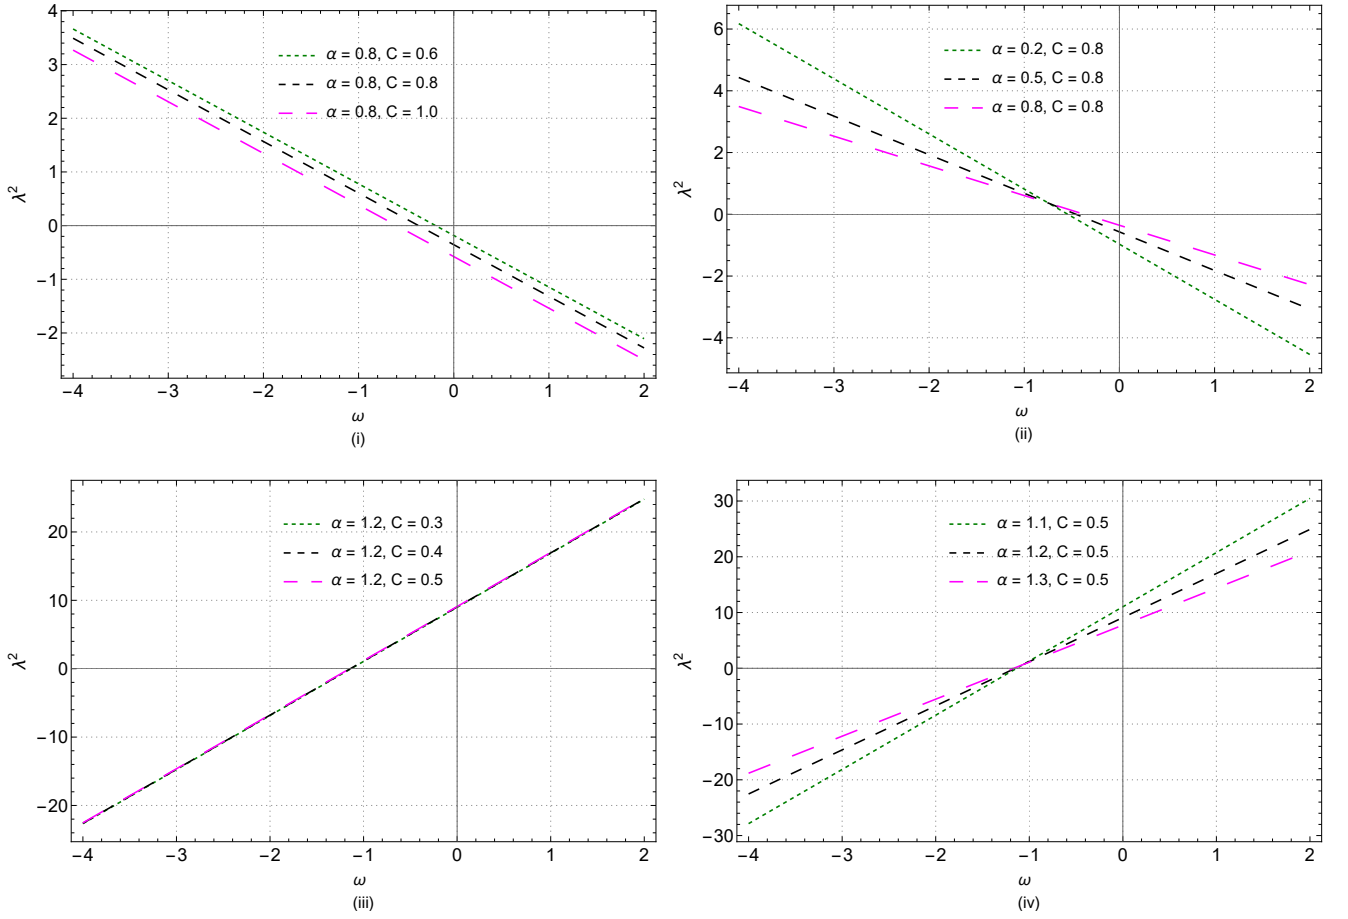 4
3
2
1
0
−1
−2
λ²
α = 0.8, C = 0.6
α = 0.8, C = 0.8
α = 0.8, C = 1.0
−4 −3 −2 −1 0 1 2
ω
(i)
6
4
2
0
−2
−4
λ²
α = 0.2, C = 0.8
α = 0.5, C = 0.8
α = 0.8, C = 0.8
−4 −3 −2 −1 0 1 2
ω
(ii)
20
10
0
−10
−20
λ²
α = 1.2, C = 0.3
α = 1.2, C = 0.4
α = 1.2, C = 0.5
−4 −3 −2 −1 0 1 2
ω
(iii)
30
20
10
0
−10
−20
−30
λ²
α = 1.1, C = 0.5
α = 1.2, C = 0.5
α = 1.3, C = 0.5
−4 −3 −2 −1 0 1 2
ω
(iv)